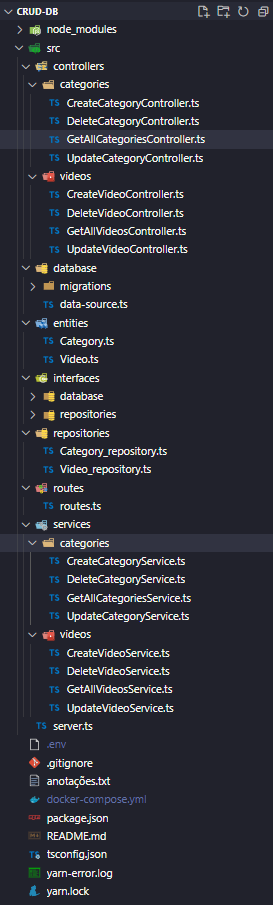 CRUD-DB
node_modules
src
controllers
categories
TS CreateCategoryController.ts
TS DeleteCategoryController.ts
TS GetAllCategoriesController.ts
TS UpdateCategoryController.ts
videos
TS CreateVideoController.ts
TS DeleteVideoController.ts
TS GetAllVideosController.ts
TS UpdateVideoController.ts
database
migrations
TS data-source.ts
entities
TS Category.ts
TS Video.ts
interfaces
database
repositories
repositories
TS Category_repository.ts
TS Video_repository.ts
routes
TS routes.ts
services
categories
TS CreateCategoryService.ts
TS DeleteCategoryService.ts
TS GetAllCategoriesService.ts
TS UpdateCategoryService.ts
videos
TS CreateVideoService.ts
TS DeleteVideoService.ts
TS GetAllVideosService.ts
TS UpdateVideoService.ts
TS server.ts
.env
.gitignore
anotações.txt
docker-compose.yml
package.json
README.md
tsconfig.json
yarn-error.log
yarn.lock